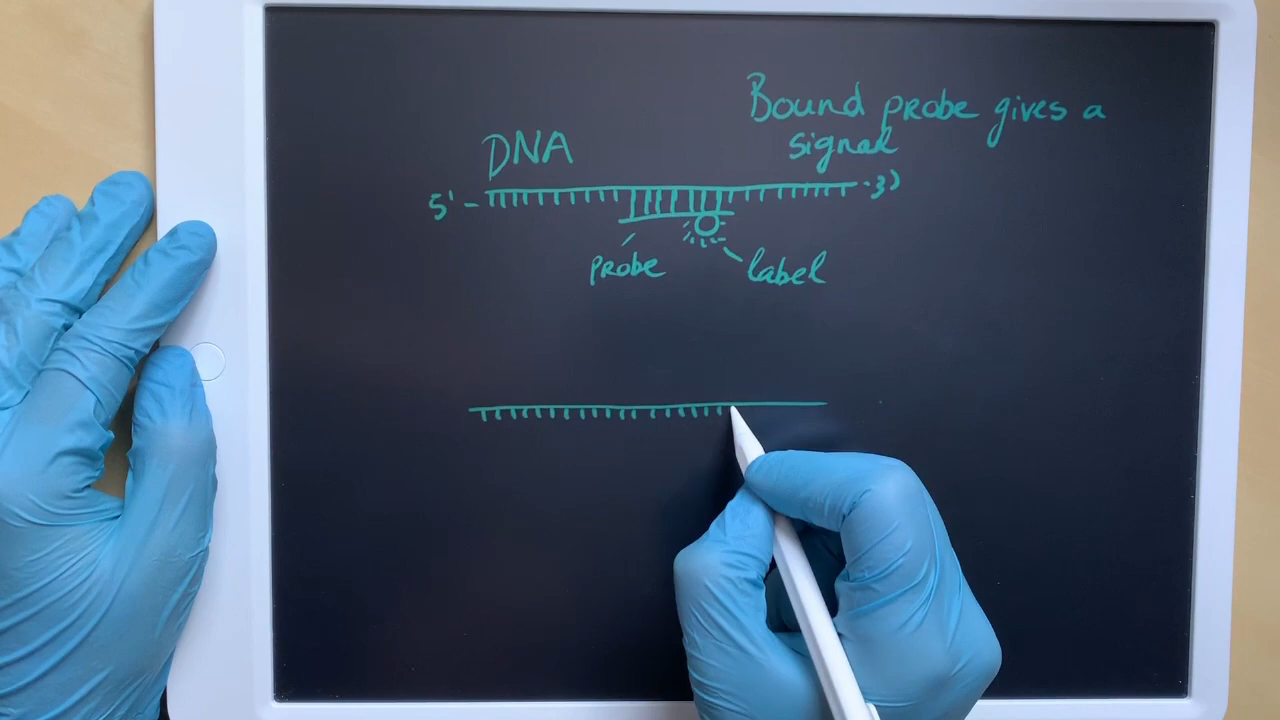 Bound probe gives a
signal
DNA
5' - - 3'
probe
label